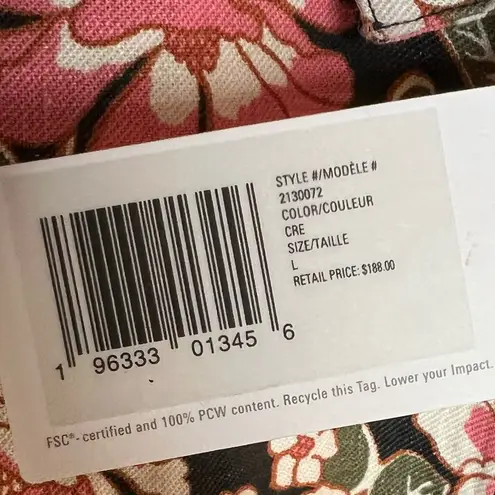 STYLE #/MODÈLE #
2130072
COLOR/COULEUR
CRE
SIZE/TAILLE
L
RETAIL PRICE: $188.00
1 96333 01345 6
FSC®- certified and 100% PCW content. Recycle this Tag. Lower your Impact.